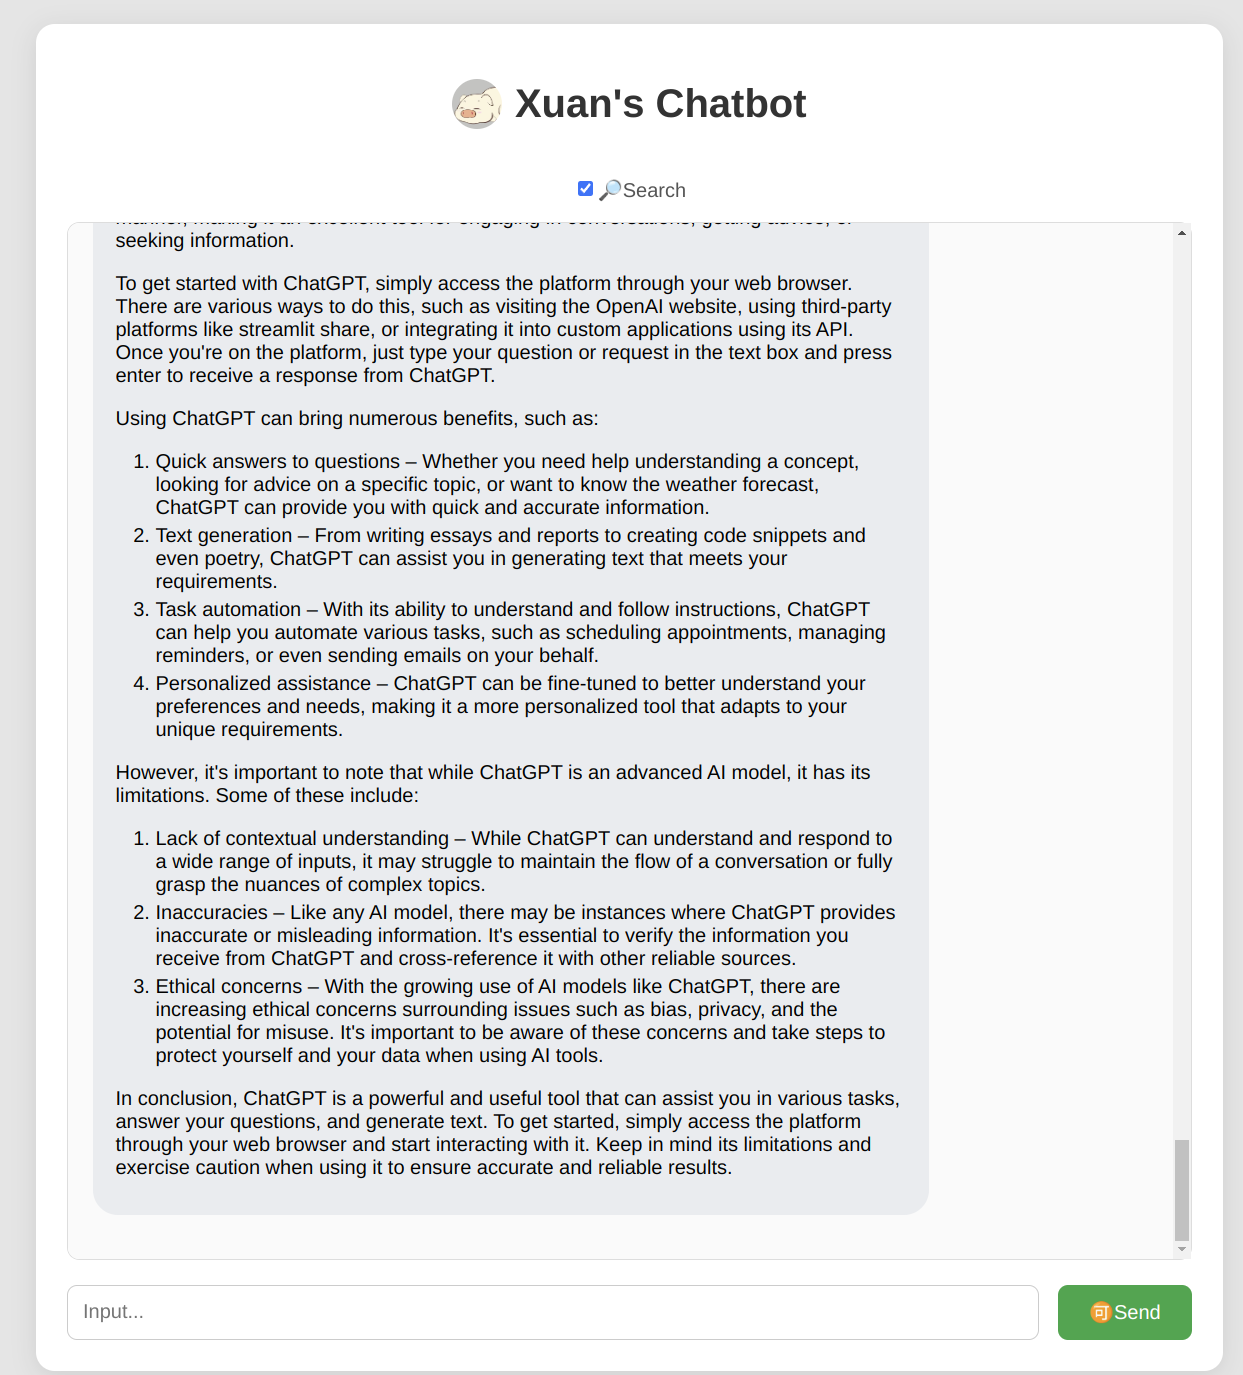 Xuan's Chatbot
🔎Search
seeking information.
To get started with ChatGPT, simply access the platform through your web browser.
There are various ways to do this, such as visiting the OpenAI website, using third-party
platforms like streamlit share, or integrating it into custom applications using its API.
Once you're on the platform, just type your question or request in the text box and press
enter to receive a response from ChatGPT.
Using ChatGPT can bring numerous benefits, such as:
1. Quick answers to questions – Whether you need help understanding a concept,
looking for advice on a specific topic, or want to know the weather forecast,
ChatGPT can provide you with quick and accurate information.
2. Text generation – From writing essays and reports to creating code snippets and
even poetry, ChatGPT can assist you in generating text that meets your
requirements.
3. Task automation – With its ability to understand and follow instructions, ChatGPT
can help you automate various tasks, such as scheduling appointments, managing
reminders, or even sending emails on your behalf.
4. Personalized assistance – ChatGPT can be fine-tuned to better understand your
preferences and needs, making it a more personalized tool that adapts to your
unique requirements.
However, it's important to note that while ChatGPT is an advanced AI model, it has its
limitations. Some of these include:
1. Lack of contextual understanding – While ChatGPT can understand and respond to
a wide range of inputs, it may struggle to maintain the flow of a conversation or fully
grasp the nuances of complex topics.
2. Inaccuracies – Like any AI model, there may be instances where ChatGPT provides
inaccurate or misleading information. It's essential to verify the information you
receive from ChatGPT and cross-reference it with other reliable sources.
3. Ethical concerns – With the growing use of AI models like ChatGPT, there are
increasing ethical concerns surrounding issues such as bias, privacy, and the
potential for misuse. It's important to be aware of these concerns and take steps to
protect yourself and your data when using AI tools.
In conclusion, ChatGPT is a powerful and useful tool that can assist you in various tasks,
answer your questions, and generate text. To get started, simply access the platform
through your web browser and start interacting with it. Keep in mind its limitations and
exercise caution when using it to ensure accurate and reliable results.
Input...
🉑Send